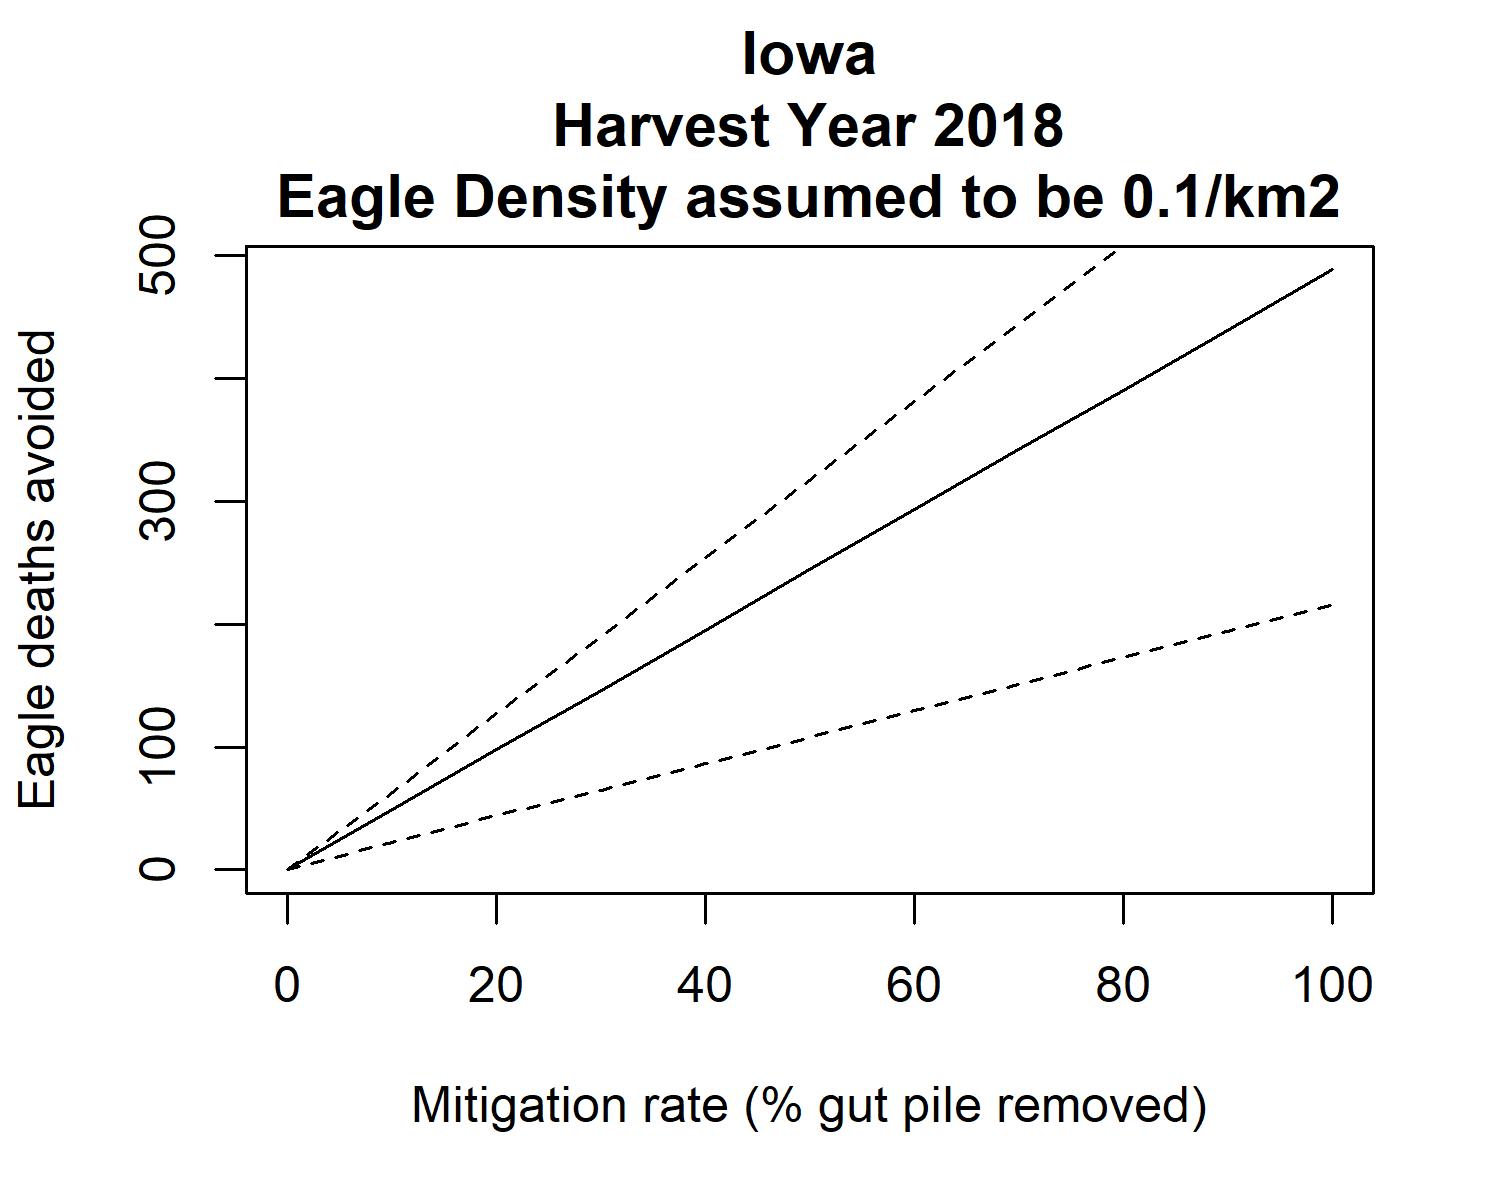 Iowa
Harvest Year 2018
Eagle Density assumed to be 0.1/km2
500
300
100
0
Eagle deaths avoided
0 20 40 60 80 100
Mitigation rate (% gut pile removed)